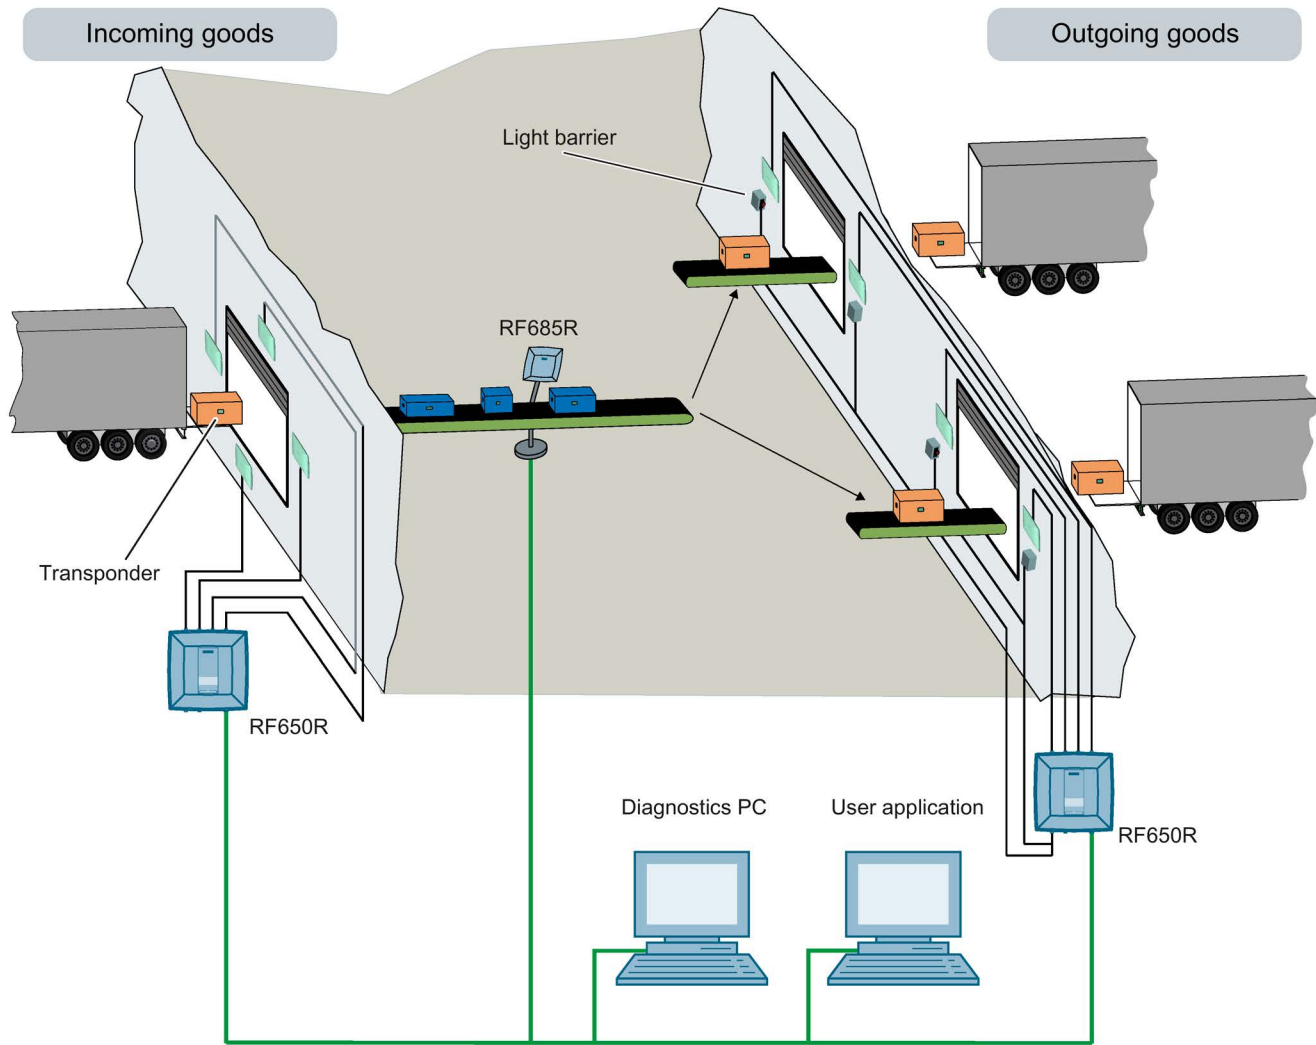 Incoming goods
Outgoing goods
Light barrier
RF685R
Transponder
RF650R
Diagnostics PC
User application
RF650R